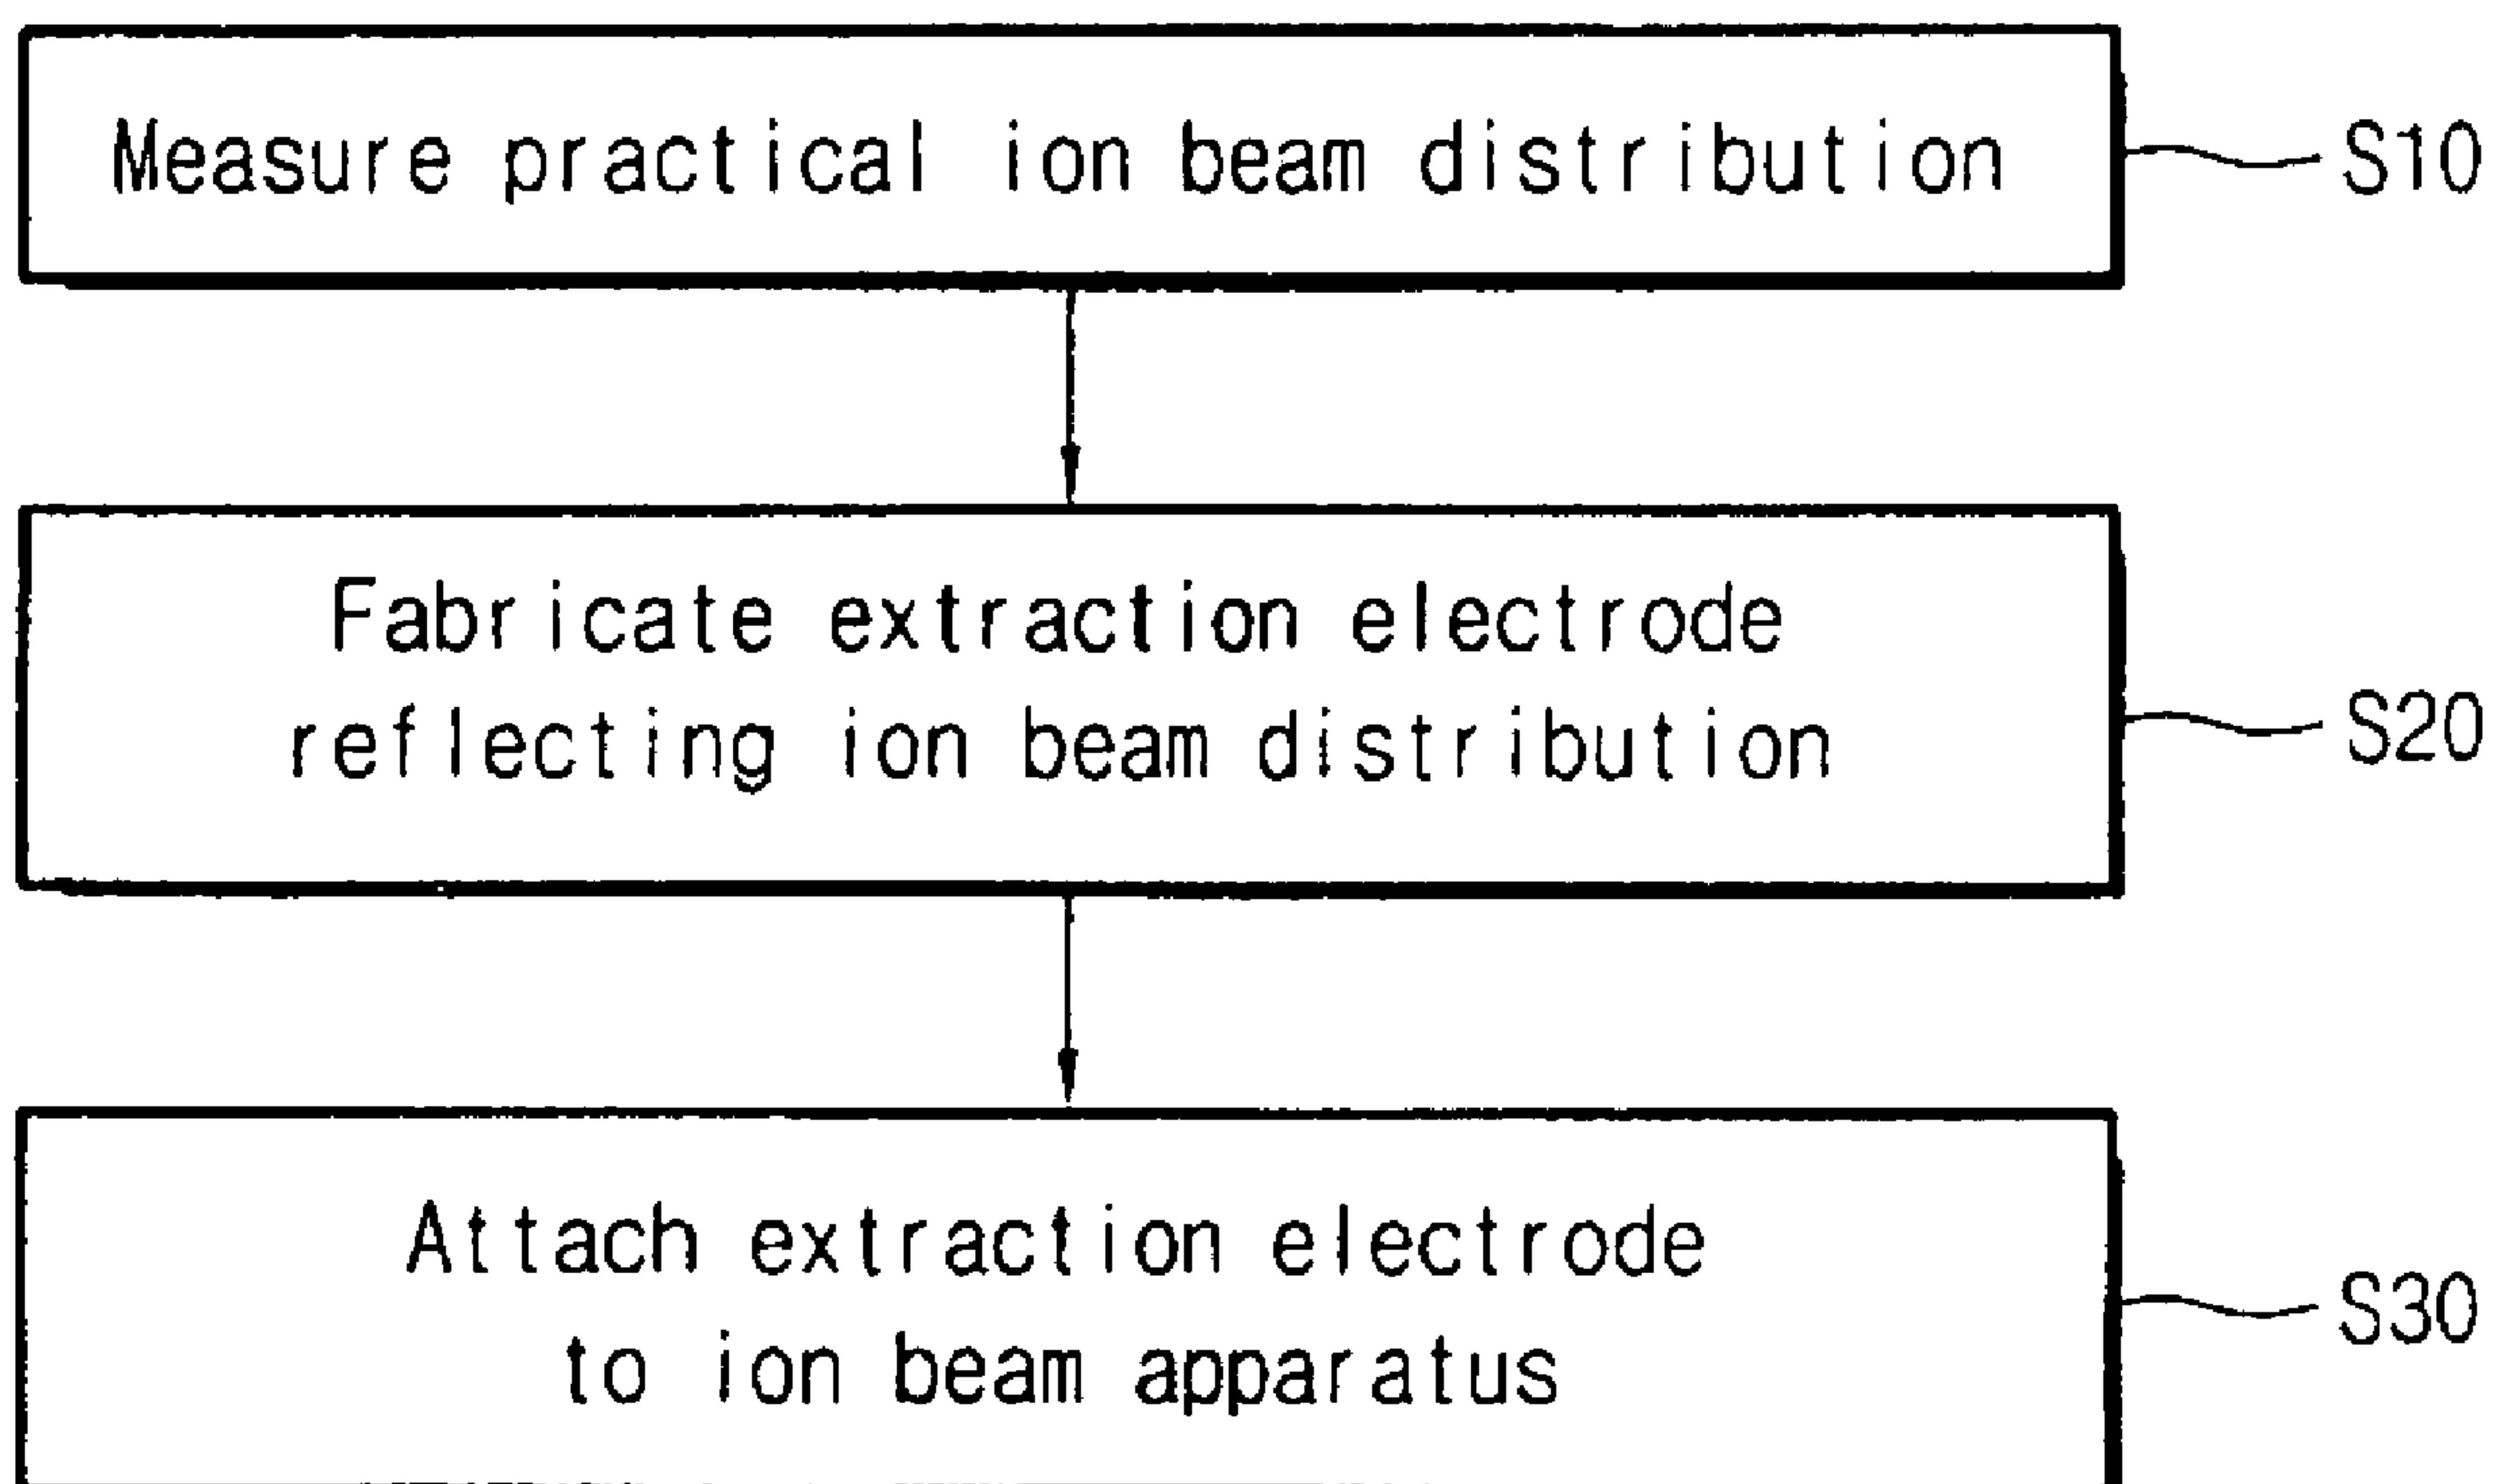 Measure practical ion beam distribution
S10
Fabricate extraction electrode
reflecting ion beam distribution
S20
Attach extraction electrode
to ion beam apparatus
S30